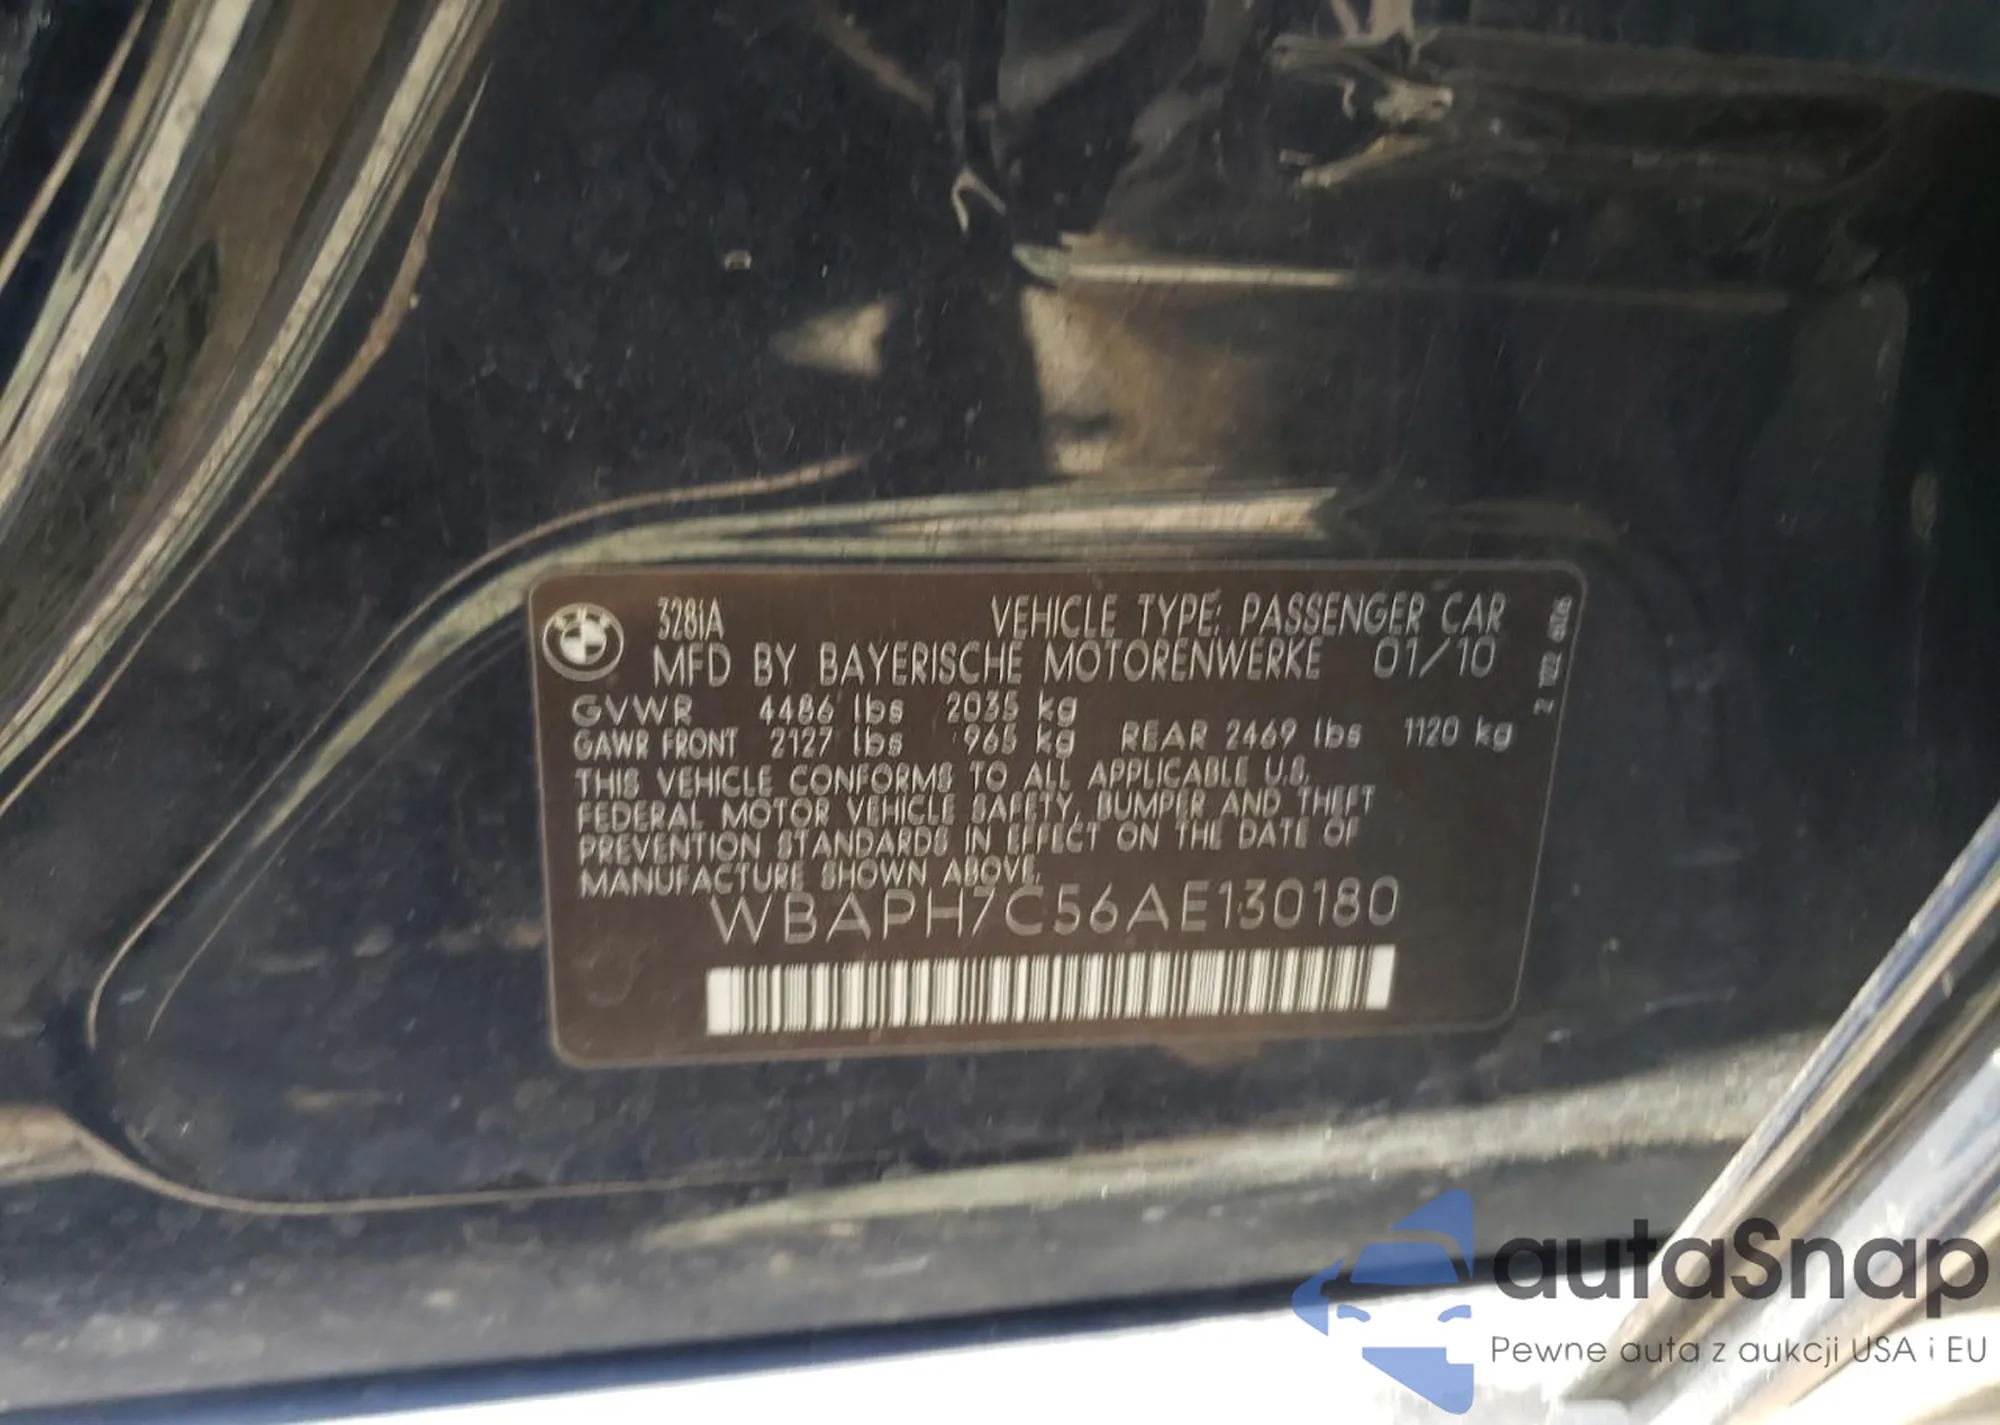 328iA VEHICLE TYPE: PASSENGER CAR
MFD BY BAYERISCHE MOTORENWERKE 01/10
GVWR 4486 lbs 2035 kg
GAWR FRONT 2127 lbs 965 kg REAR 2469 lbs 1120 kg
THIS VEHICLE CONFORMS TO ALL APPLICABLE U.S.
FEDERAL MOTOR VEHICLE SAFETY, BUMPER AND THEFT
PREVENTION STANDARDS IN EFFECT ON THE DATE OF
MANUFACTURE SHOWN ABOVE.
WBAPH7C56AE130180
autaSnap
Pewne auta z aukcji USA i EU